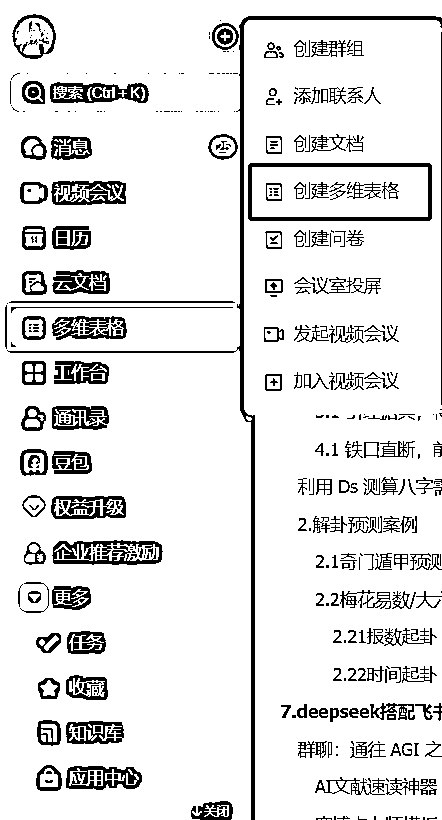 搜索 (Ctrl + K)
消息
视频会议
日历
云文档
多维表格
工作台
通讯录
豆包
权益升级
企业推荐激励
更多
任务
收藏
知识库
应用中心
关闭
创建群组
添加联系人
创建文档
创建多维表格
创建问卷
会议室投屏
发起视频会议
加入视频会议
4.1 铁口直断，前
利用 Ds 测算八字需
2.解卦预测案例
2.1奇门遁甲预测
2.2梅花易数/大六
2.21报数起卦
2.22时间起卦
7.deepseek搭配飞书
群聊：通往 AGI 之
AI文献速读神器